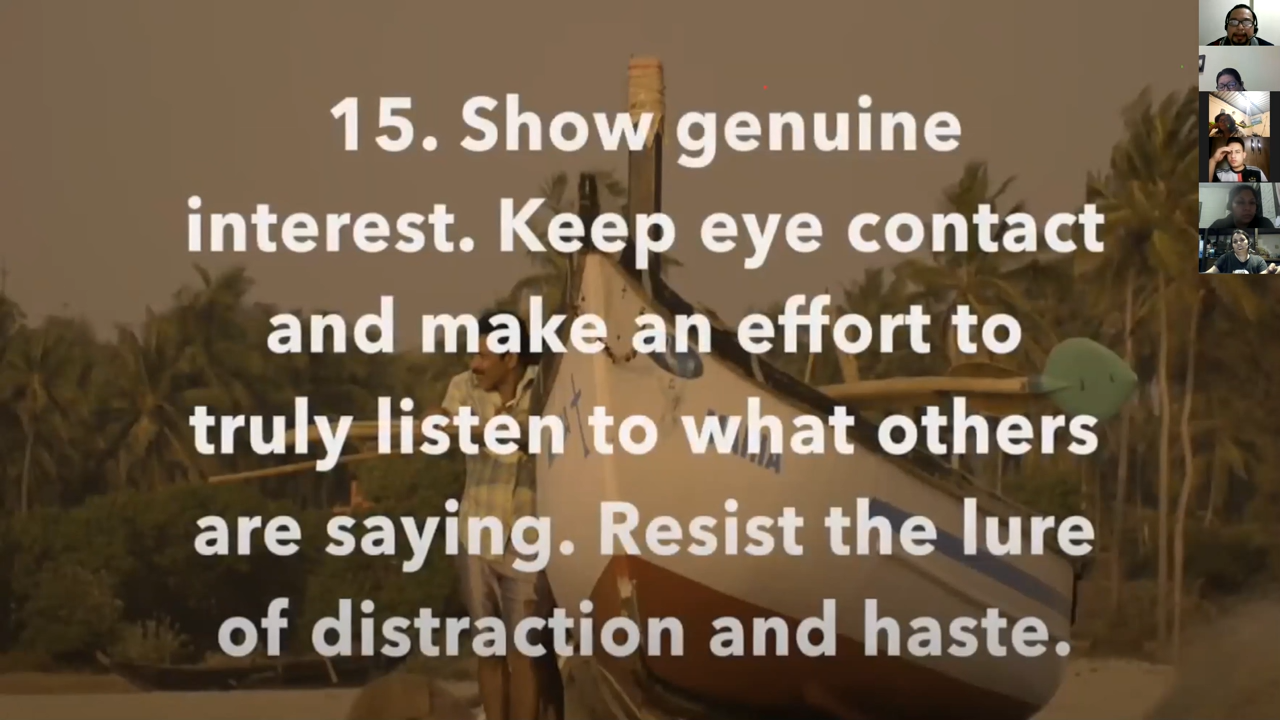 15. Show genuine
interest. Keep eye contact
and make an effort to
truly listen to what others
are saying. Resist the lure
of distraction and haste.